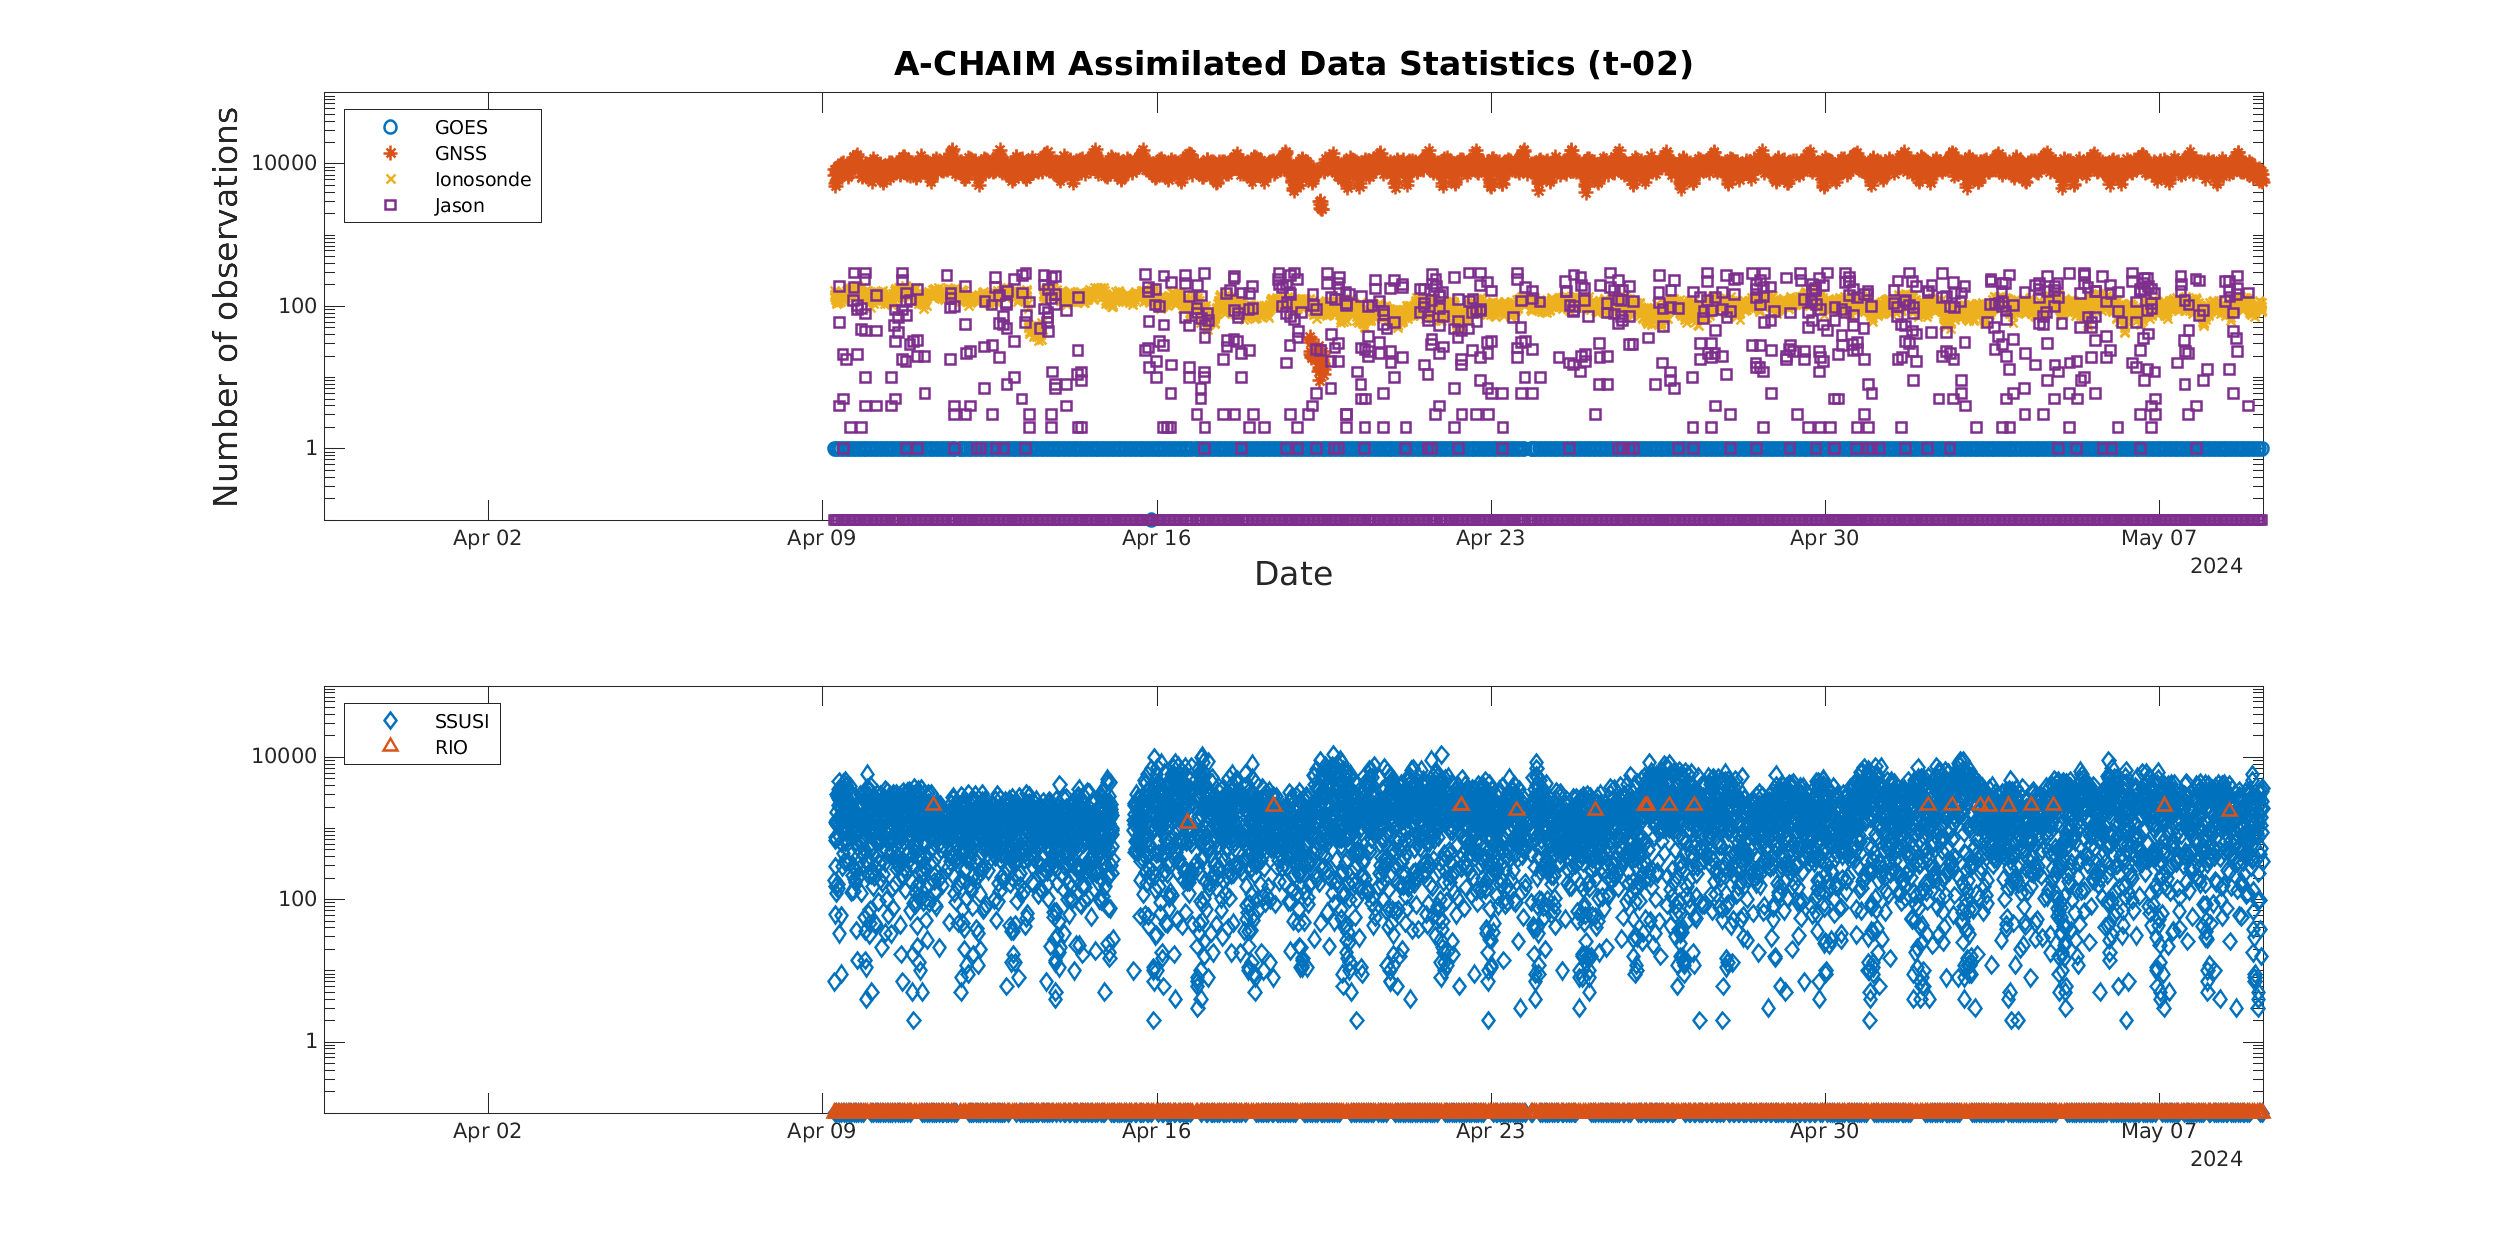 A-CHAIM Assimilated Data Statistics (t-02)
Number of observations
10000
100
1
GOES
GNSS
Ionosonde
Jason
Apr 02 Apr 09 Apr 16 Apr 23 Apr 30 May 07
2024
Date
10000
100
1
SSUSI
RIO
Apr 02 Apr 09 Apr 16 Apr 23 Apr 30 May 07
2024